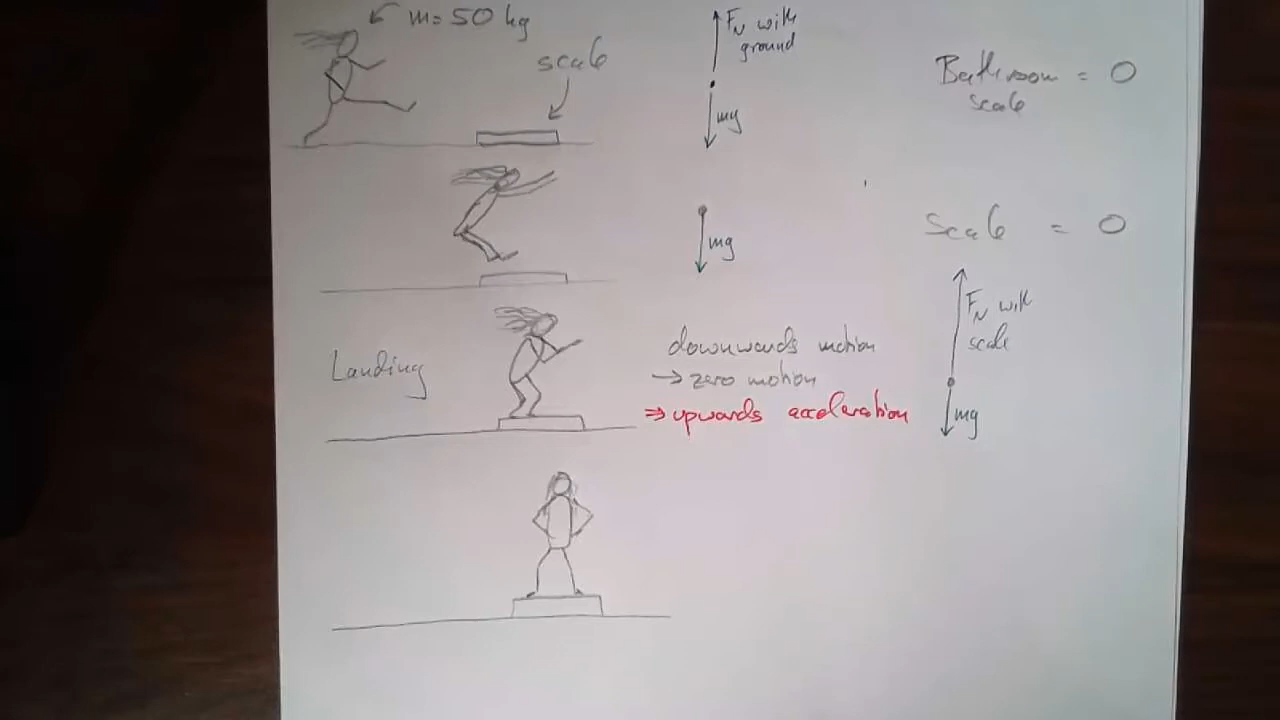 m = 50 kg
scale
F_N with
ground
mg
Bathroom = 0
scale
mg
Scale = 0
Landing
downwards motion
→ zero motion
⇒ upwards acceleration
F_N with
scale
mg